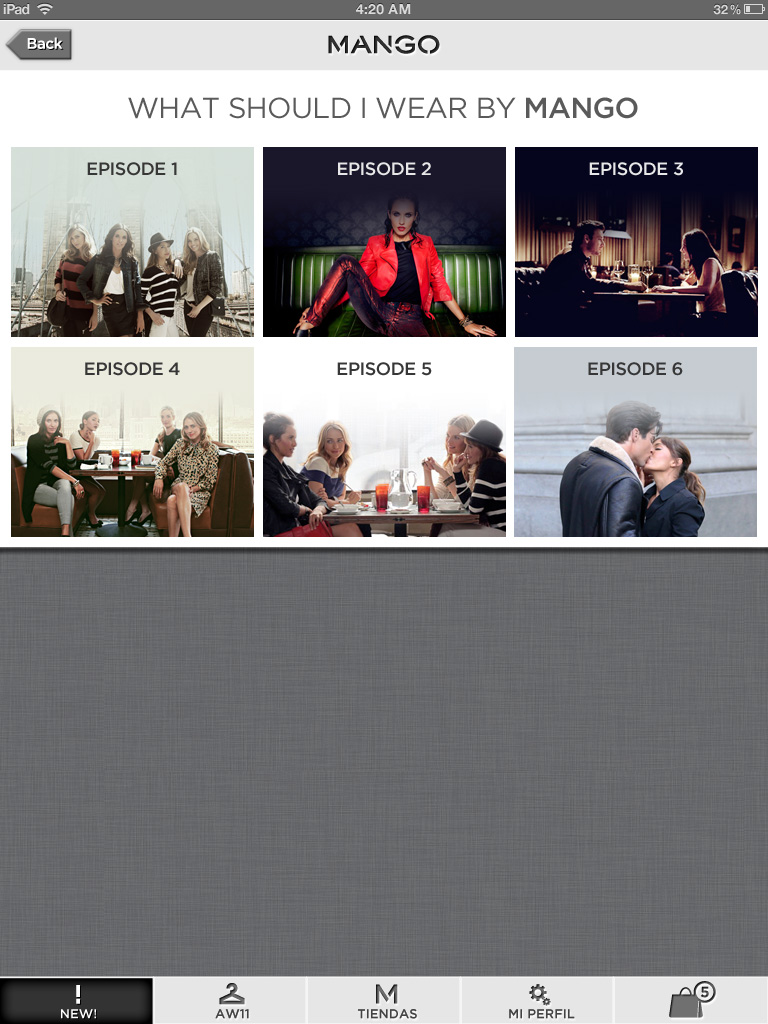 iPad 4:20 AM 32%
Back MANGO
WHAT SHOULD I WEAR BY MANGO
EPISODE 1 EPISODE 2 EPISODE 3
EPISODE 4 EPISODE 5 EPISODE 6
! M 5
NEW! AW11 TIENDAS MI PERFIL